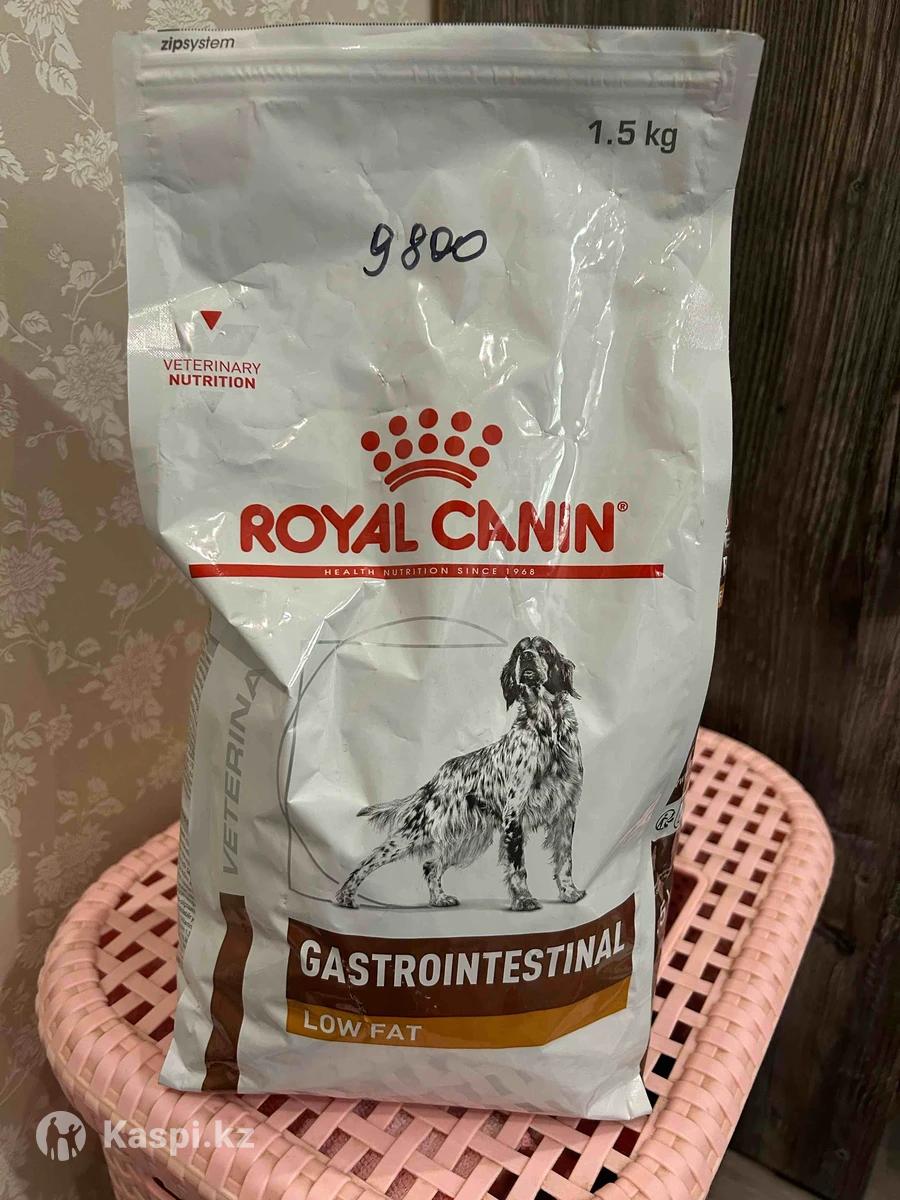 zipsystem
1.5 kg
9800
VETERINARY
NUTRITION
ROYAL CANIN®
HEALTH NUTRITION SINCE 1968
VETERINA
GASTROINTESTINAL
LOW FAT
Kaspi.kz